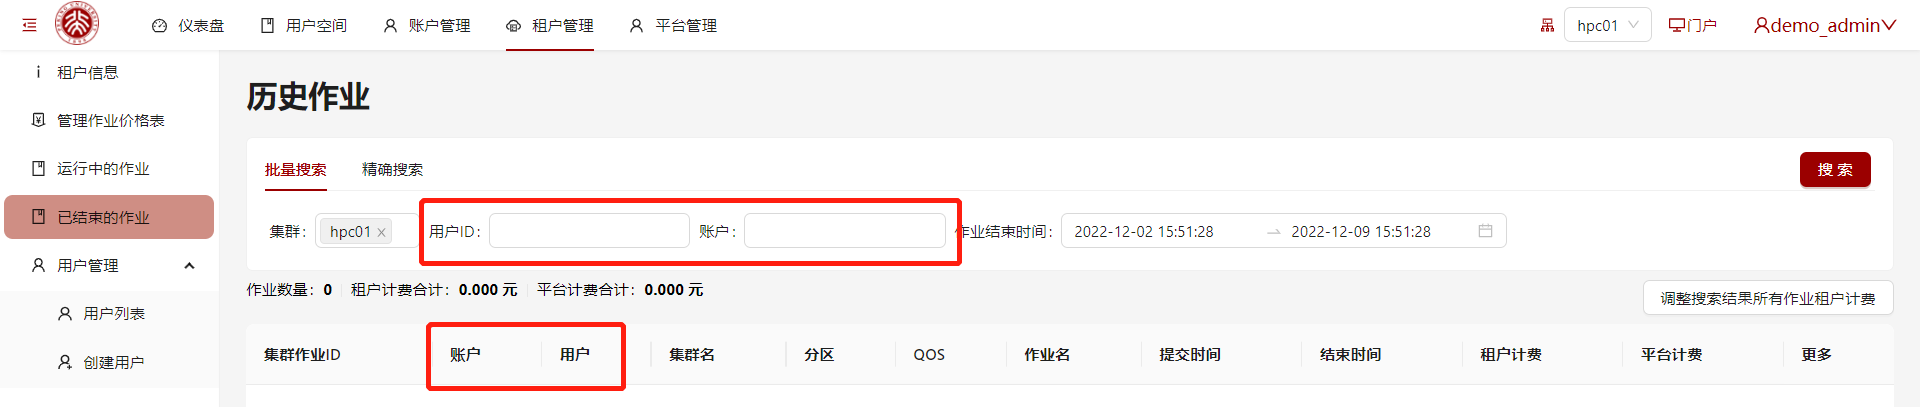 仪表盘 用户空间 账户管理 租户管理 平台管理 hpc01 门户 demo_admin
租户信息
管理作业价格表
运行中的作业
已结束的作业
用户管理
用户列表
创建用户
历史作业
批量搜索 精确搜索 搜 索
集群: hpc01 × 用户ID: 账户: 作业结束时间: 2022-12-02 15:51:28 → 2022-12-09 15:51:28
作业数量: 0 租户计费合计: 0.000 元 平台计费合计: 0.000 元
调整搜索结果所有作业租户计费
集群作业ID 账户 用户 集群名 分区 QOS 作业名 提交时间 结束时间 租户计费 平台计费 更多